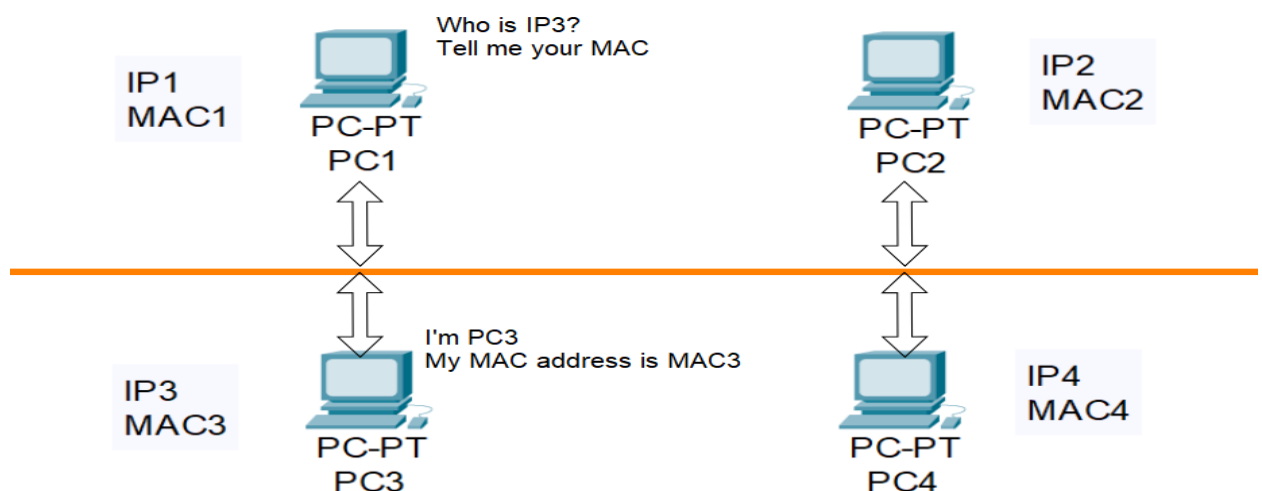 Who is IP3?
Tell me your MAC
IP1
MAC1
PC-PT
PC1
IP2
MAC2
PC-PT
PC2
I'm PC3
My MAC address is MAC3
IP3
MAC3
PC-PT
PC3
IP4
MAC4
PC-PT
PC4